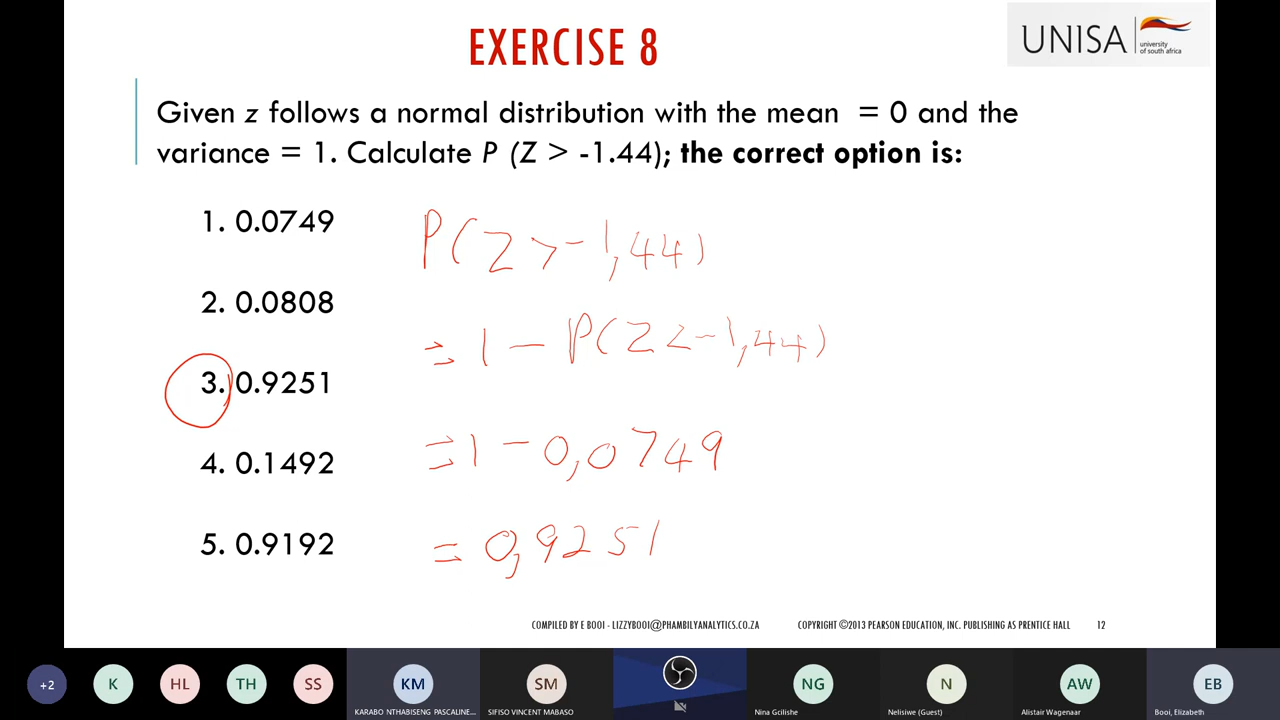 EXERCISE 8
UNISA
university
of south africa
Given z follows a normal distribution with the mean = 0 and the
variance = 1. Calculate P (Z > -1.44); the correct option is:
1. 0.0749
2. 0.0808
3. 0.9251
4. 0.1492
5. 0.9192
P(Z > -1,44)
= 1 - P(Z < -1,44)
= 1 - 0,0749
= 0,9251
COMPILED BY E BOOI - LIZZYBOOI@PHAMBILYANALYTICS.CO.ZA
COPYRIGHT ©2013 PEARSON EDUCATION, INC. PUBLISHING AS PRENTICE HALL
12
+2
K
HL
TH
SS
KM
KARABO NTHABISENG PASCALINE...
SM
SIFISO VINCENT MABASO
NG
Nina Gcilishe
N
Nelisiwe (Guest)
AW
Alistair Wagenaar
EB
Booi, Elizabeth